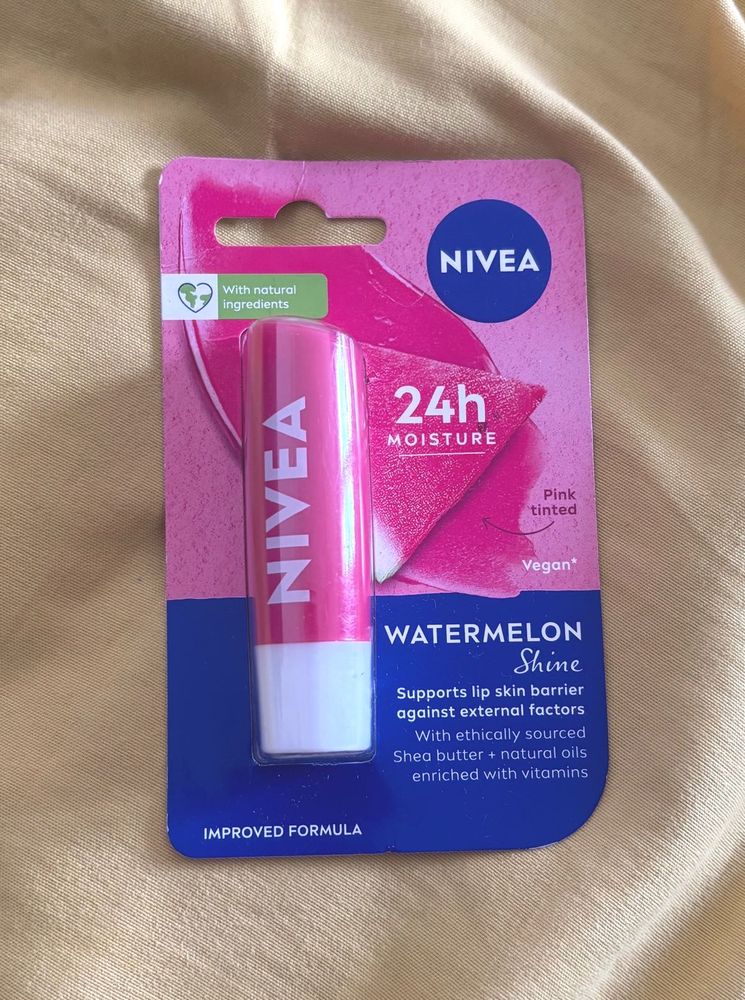 NIVEA
With natural
ingredients
24h
MOISTURE
NIVEA
Pink
tinted
Vegan*
WATERMELON
Shine
Supports lip skin barrier
against external factors
With ethically sourced
Shea butter + natural oils
enriched with vitamins
IMPROVED FORMULA